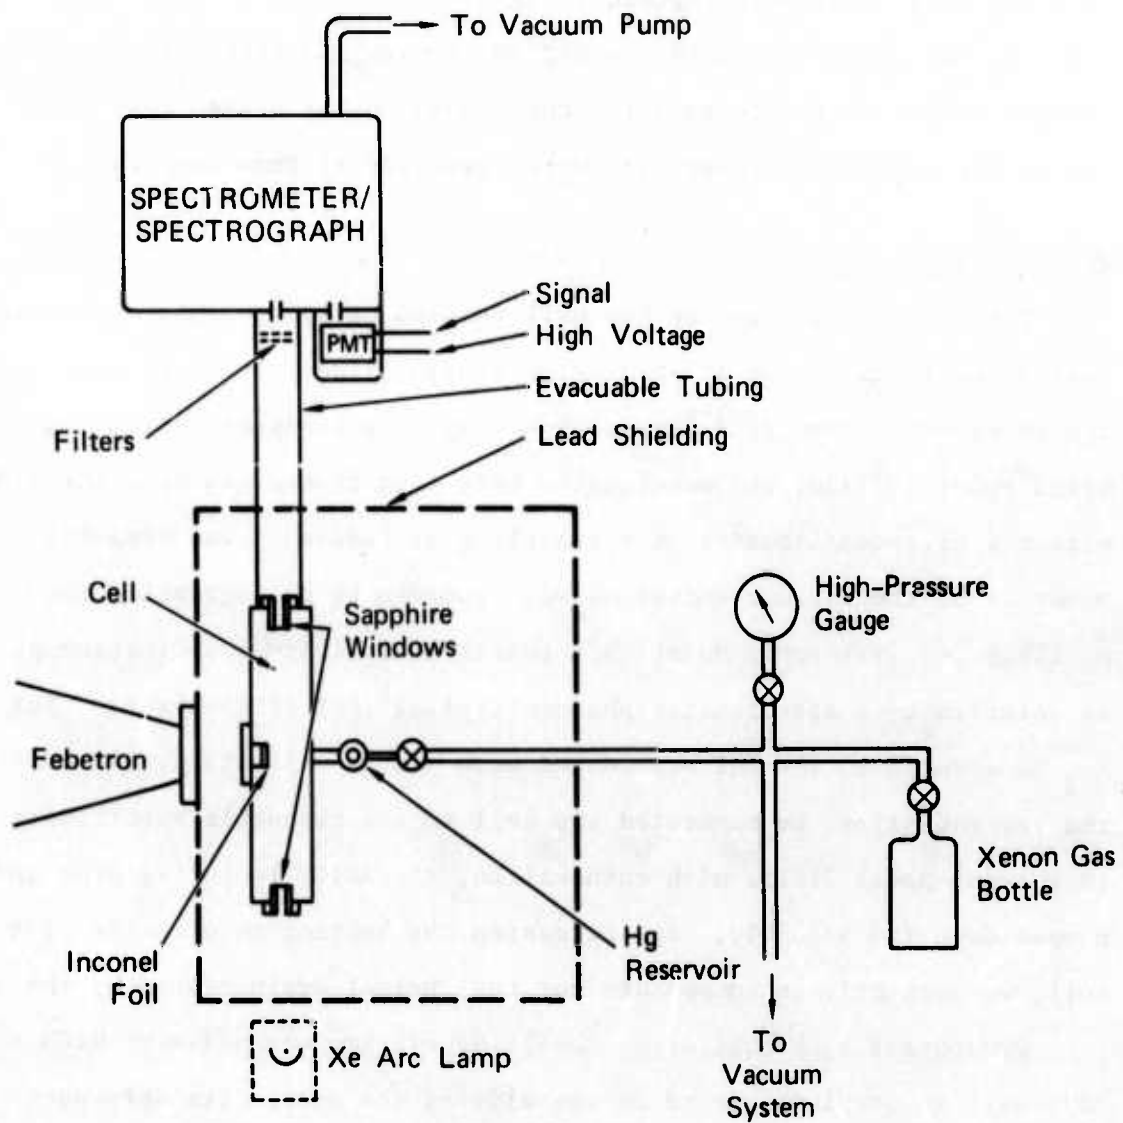 To Vacuum Pump
SPECTROMETER/
SPECTROGRAPH
Signal
PMT
High Voltage
Evacuable Tubing
Filters
Lead Shielding
Cell
Sapphire
Windows
High-Pressure
Gauge
Febetron
Xenon Gas
Bottle
Inconel
Foil
Hg
Reservoir
Xe Arc Lamp
To
Vacuum
System